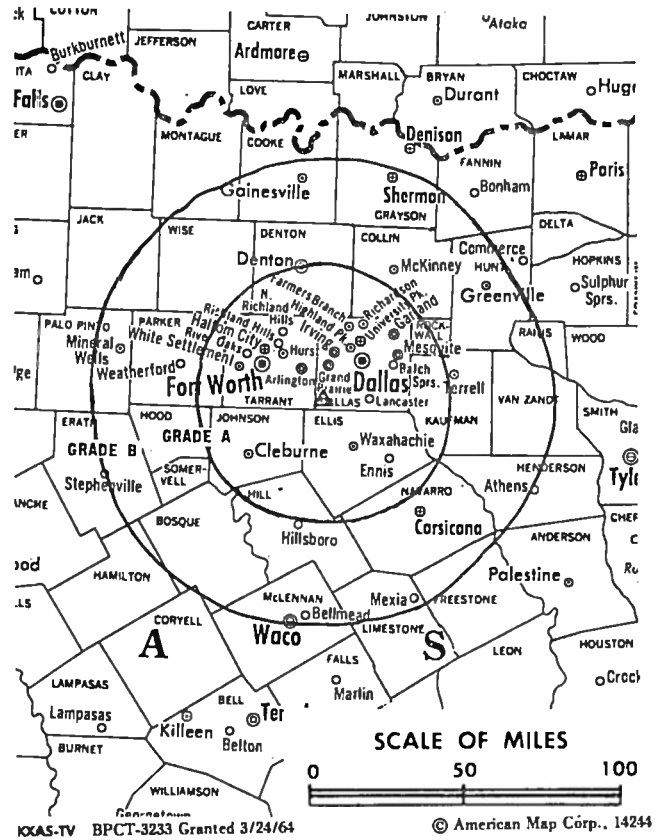 COTTON
CARTER
JOHNSTON
Ataka
Burkburnett
JEFFERSON
Ardmore
CLAY
MARSHALL
BRYAN
CHOCTAW
LOVE
Durant
Falls
MONTAGUE
COOKE
Denison
LAMAR
FANNIN
Paris
Gainesville
Sherman
Bonham
GRAYSON
JACK
WISE
DENTON
COLLIN
DELTA
Commerce
HOPKINS
Denton
McKinney
HUNT
Sulphur
Sprs.
Greenville
Farmers Branch
Highland Pk.
Richardson
University Pk.
Garland
N.
Richland
Hills
Irving
ROCK-
WALL
RAINS
WOOD
PALO PINTO
PARKER
Richland Hills
Haltom City
River Oaks
White Settlement
Hurst
Mesquite
Mineral
Wells
Weatherford
Fort Worth
Arlington
Grand
Prairie
Dallas
Balch
Sprs.
Terrell
TARRANT
DALLAS
Lancaster
VAN ZANDT
KAUFMAN
SMITH
ERATH
HOOD
JOHNSON
ELLIS
GRADE B
GRADE A
Cleburne
Waxahachie
Ennis
Stephenville
SOMER-
VELL
HILL
NAVARRO
HENDERSON
Athens
BOSQUE
Hillsboro
Corsicana
ANDERSON
HAMILTON
Palestine
McLENNAN
Mexia
FREESTONE
CORYELL
Bellmead
Waco
LIMESTONE
A
S
FALLS
LEON
HOUSTON
LAMPASAS
BELL
Marlin
Lampasas
Killeen
Belton
BURNET
WILLIAMSON
Georgetown
SCALE OF MILES
0 50 100
KXAS-TV BPCT-3233 Granted 3/24/64
© American Map Corp., 14244